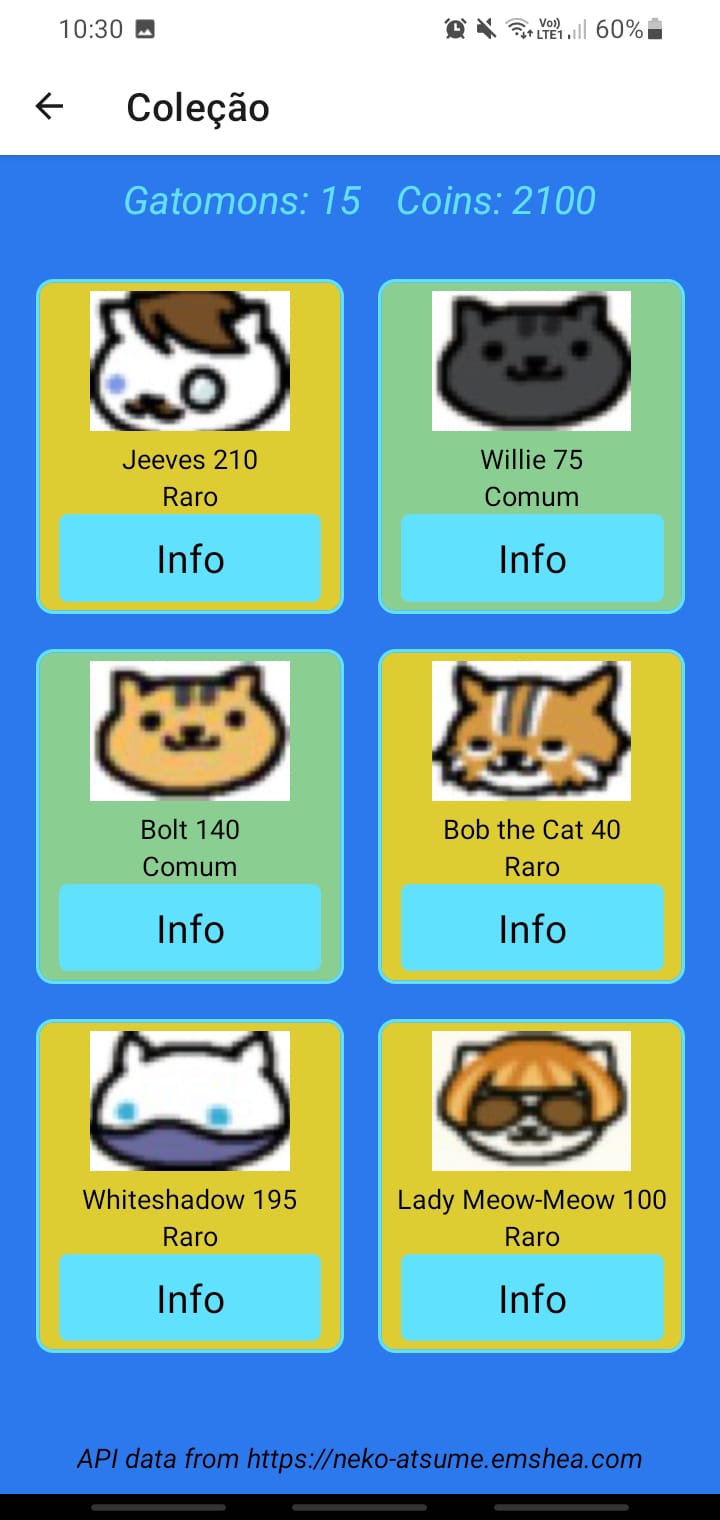 10:30 Vo)) LTE1 60%
Coleção
Gatomons: 15 Coins: 2100
Jeeves 210
Raro
Info
Willie 75
Comum
Info
Bolt 140
Comum
Info
Bob the Cat 40
Raro
Info
Whiteshadow 195
Raro
Info
Lady Meow-Meow 100
Raro
Info
API data from https://neko-atsume.emshea.com